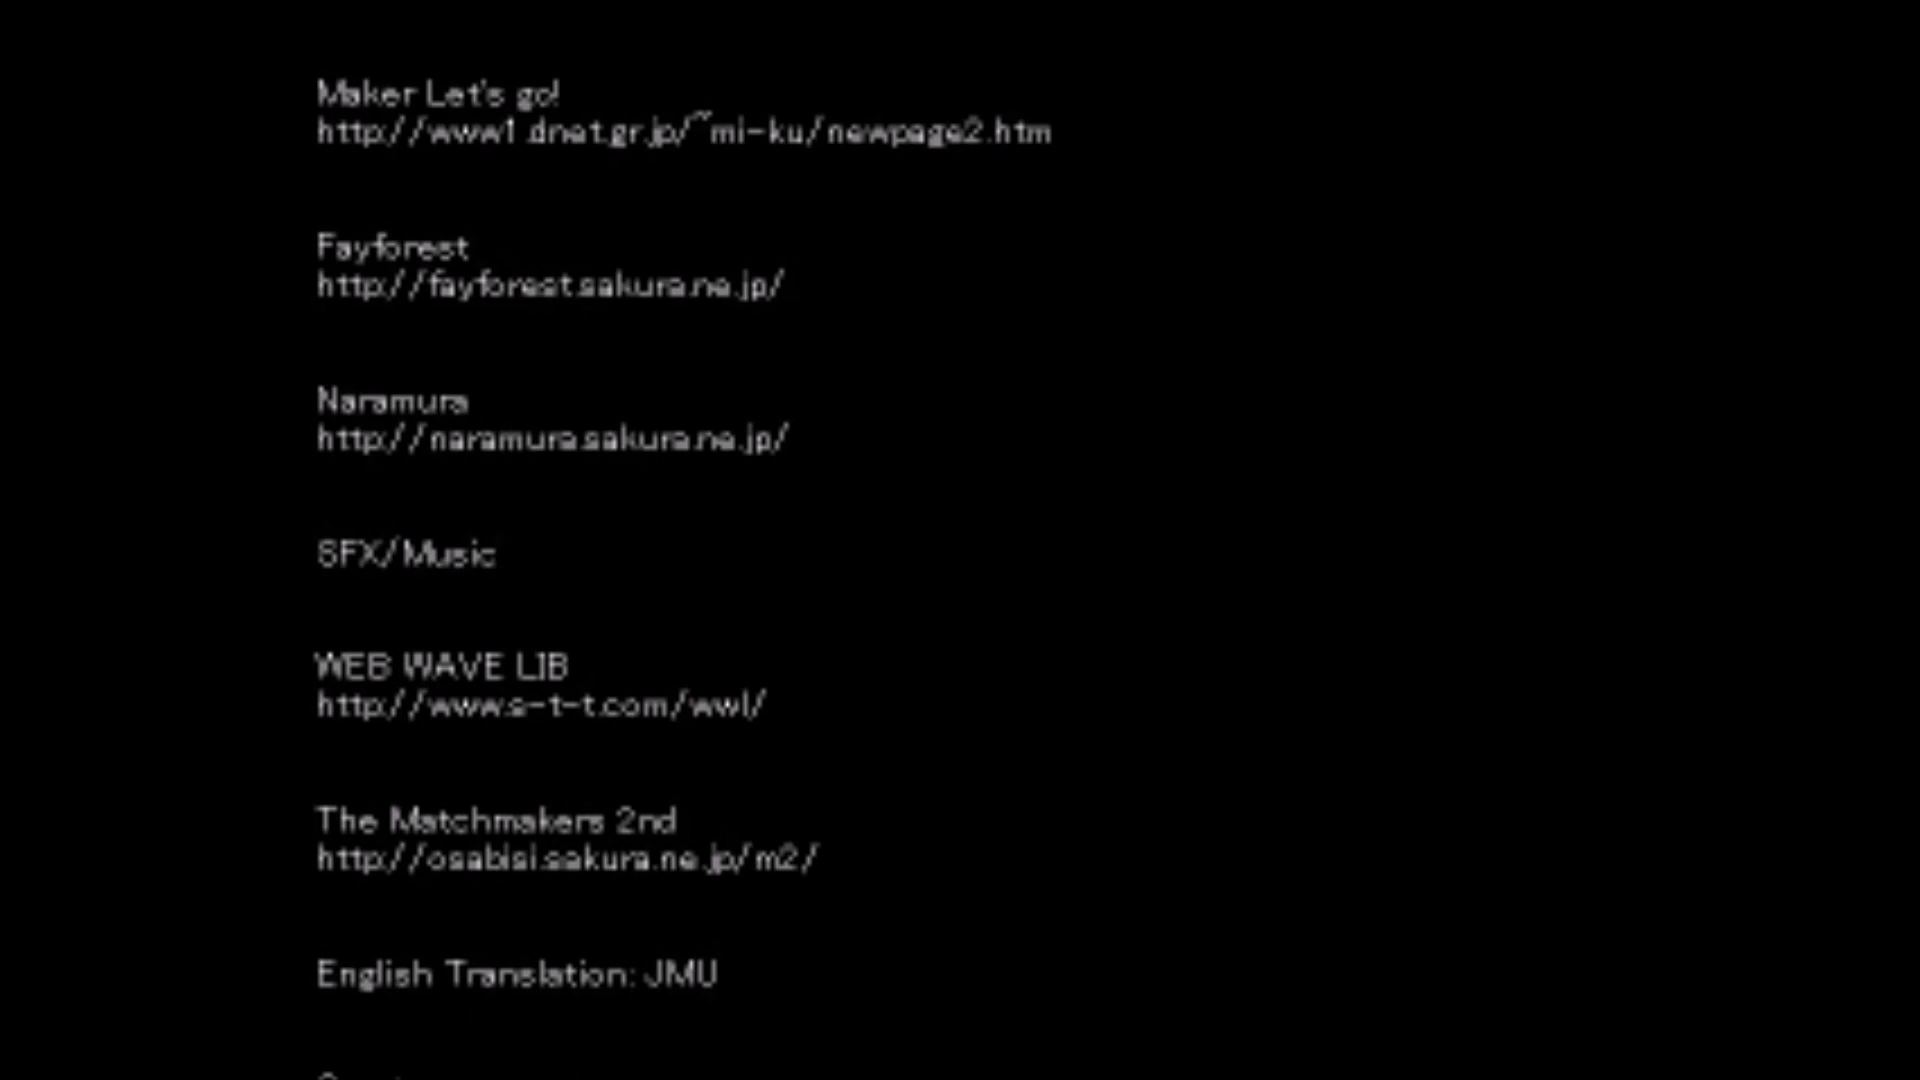 Maker Let's go!
http://www1.dnet.gr.jp/~mi-ku/newpage2.htm
Fayforest
http://fayforest.sakura.ne.jp/
Naramura
http://naramura.sakura.ne.jp/
SFX/Music
WEB WAVE LIB
http://www.s-t-t.com/wwl/
The Matchmakers 2nd
http://osabisi.sakura.ne.jp/m2/
English Translation: JMU